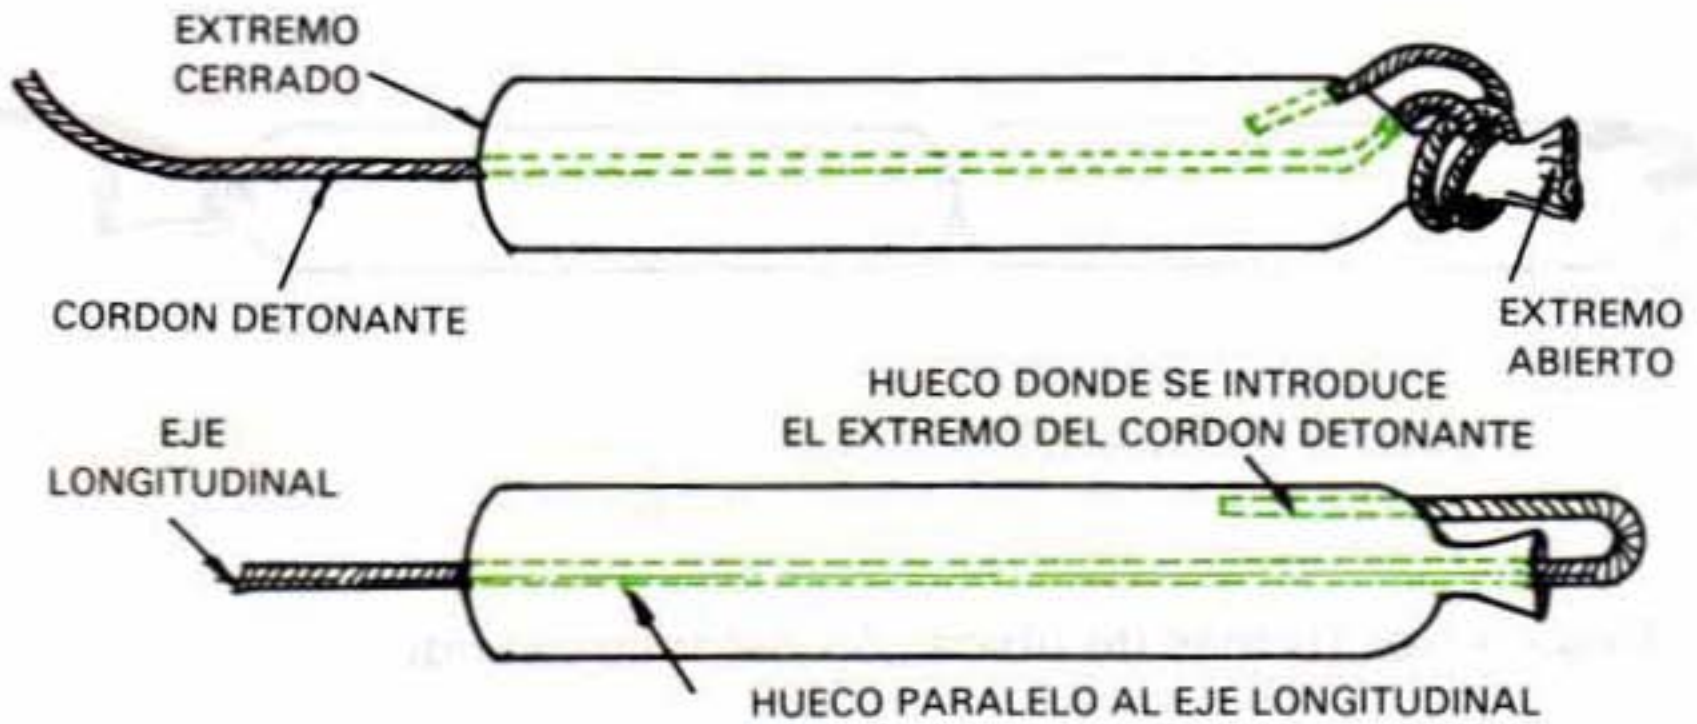 EXTREMO
CERRADO
CORDON DETONANTE
EXTREMO
ABIERTO
HUECO DONDE SE INTRODUCE
EL EXTREMO DEL CORDON DETONANTE
EJE
LONGITUDINAL
HUECO PARALELO AL EJE LONGITUDINAL